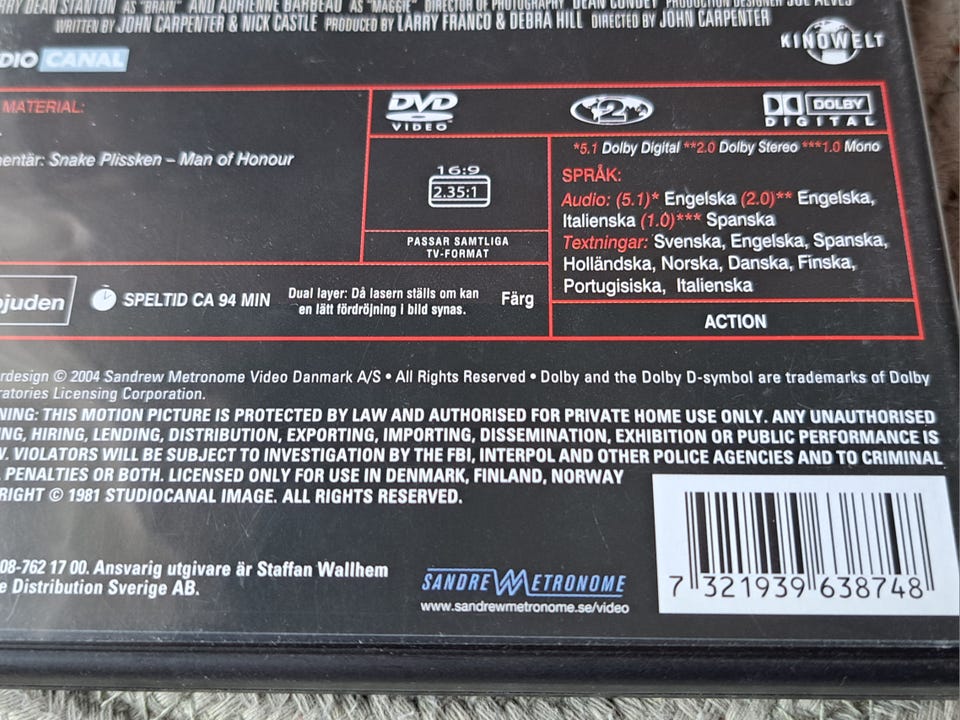 RRY DEAN STANTON AS "BRAIN" AND ADRIENNE BARBEAU AS "MAGGIE" DIRECTOR OF PHOTOGRAPHY DEAN CUNDEY PRODUCTION DESIGNER JOE ALVES
WRITTEN BY JOHN CARPENTER & NICK CASTLE PRODUCED BY LARRY FRANCO & DEBRA HILL DIRECTED BY JOHN CARPENTER
KINOWELT
DIO CANAL
MATERIAL:
entär: Snake Plissken – Man of Honour
DVD
VIDEO
2
DOLBY
DIGITAL
16:9
2.35:1
PASSAR SAMTLIGA
TV-FORMAT
*5.1 Dolby Digital **2.0 Dolby Stereo ***1.0 Mono
SPRÅK:
Audio: (5.1)* Engelska (2.0)** Engelska,
Italienska (1.0)*** Spanska
Textningar: Svenska, Engelska, Spanska,
Holländska, Norska, Danska, Finska,
Portugisiska, Italienska
ACTION
juden
SPELTID CA 94 MIN
Dual layer: Då lasern ställs om kan
en lätt fördröjning i bild synas.
Färg
rdesign © 2004 Sandrew Metronome Video Danmark A/S • All Rights Reserved • Dolby and the Dolby D-symbol are trademarks of Dolby
ratories Licensing Corporation.
NING: THIS MOTION PICTURE IS PROTECTED BY LAW AND AUTHORISED FOR PRIVATE HOME USE ONLY. ANY UNAUTHORISED
NG, HIRING, LENDING, DISTRIBUTION, EXPORTING, IMPORTING, DISSEMINATION, EXHIBITION OR PUBLIC PERFORMANCE IS
W. VIOLATORS WILL BE SUBJECT TO INVESTIGATION BY THE FBI, INTERPOL AND OTHER POLICE AGENCIES AND TO CRIMINAL
PENALTIES OR BOTH. LICENSED ONLY FOR USE IN DENMARK, FINLAND, NORWAY
RIGHT © 1981 STUDIOCANAL IMAGE. ALL RIGHTS RESERVED.
08-762 17 00. Ansvarig utgivare är Staffan Wallhem
e Distribution Sverige AB.
SANDREW METRONOME
www.sandrewmetronome.se/video
7 321939 638748